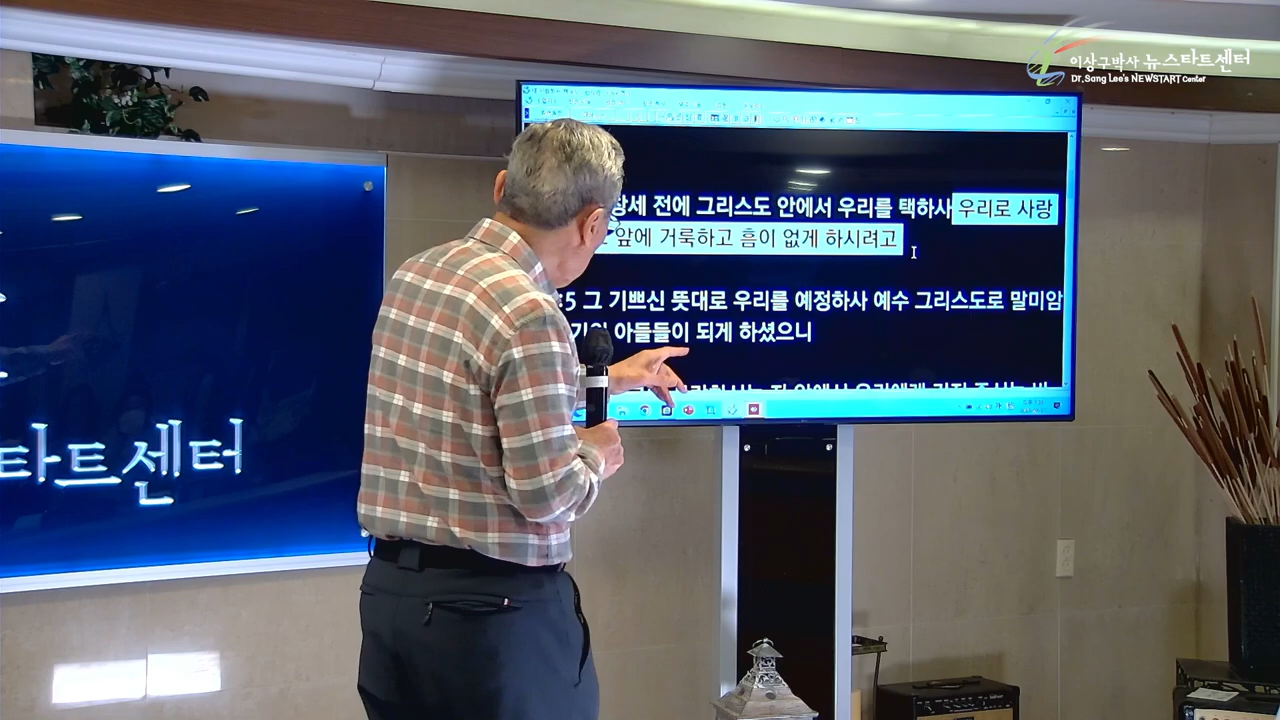 이상구박사 뉴스타트센터
Dr. Sang Lee's NEWSTART Center
창세 전에 그리스도 안에서 우리를 택하사 우리로 사랑
앞에 거룩하고 흠이 없게 하시려고
:5 그 기쁘신 뜻대로 우리를 예정하사 예수 그리스도로 말미암
아들들이 되게 하셨으니
타트센터